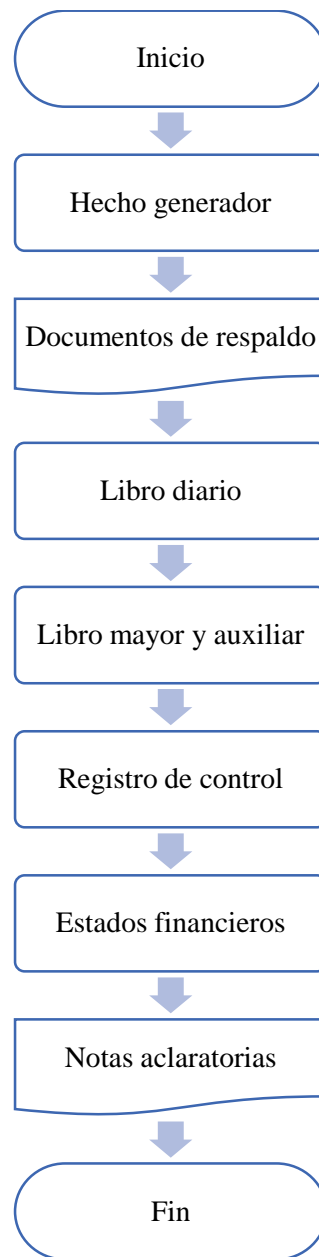 Inicio
Hecho generador
Documentos de respaldo
Libro diario
Libro mayor y auxiliar
Registro de control
Estados financieros
Notas aclaratorias
Fin